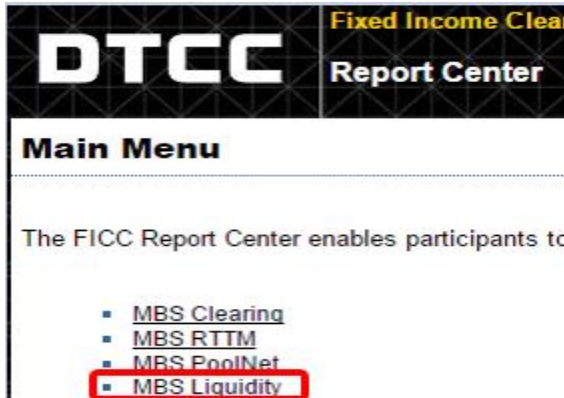 DTCC
Fixed Income Clea
Report Center
Main Menu
The FICC Report Center enables participants to
MBS Clearing
MBS RTTM
MBS PoolNet
MBS Liquidity